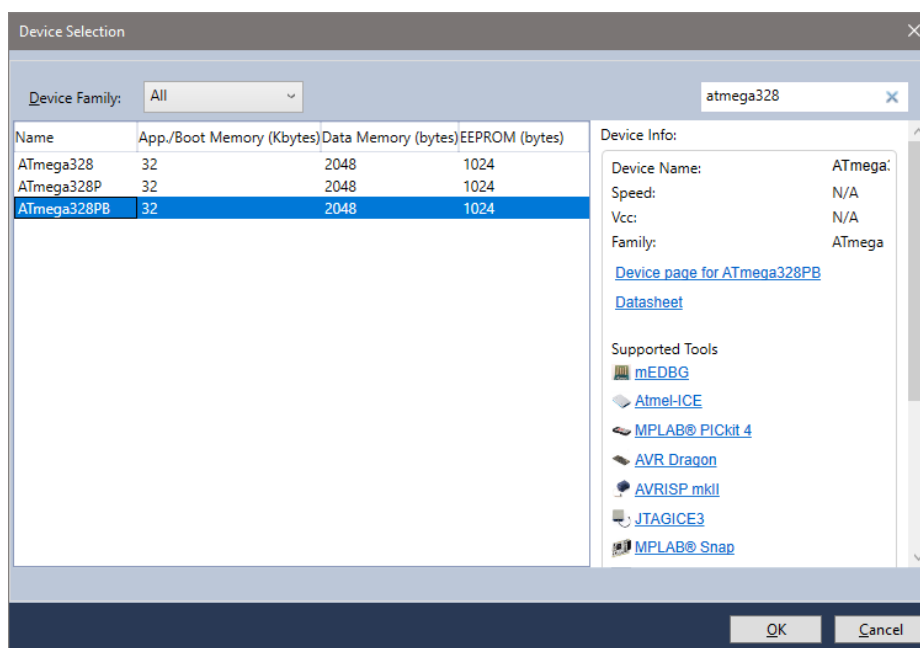 Device Selection
Device Family: All
atmega328
Name App./Boot Memory (Kbytes) Data Memory (bytes) EEPROM (bytes)
ATmega328 32 2048 1024
ATmega328P 32 2048 1024
ATmega328PB 32 2048 1024
Device Info:
Device Name: ATmega
Speed: N/A
Vcc: N/A
Family: ATmega
Device page for ATmega328PB
Datasheet
Supported Tools
mEDBG
Atmel-ICE
MPLAB® PICkit 4
AVR Dragon
AVRISP mkII
JTAGICE3
MPLAB® Snap
OK Cancel